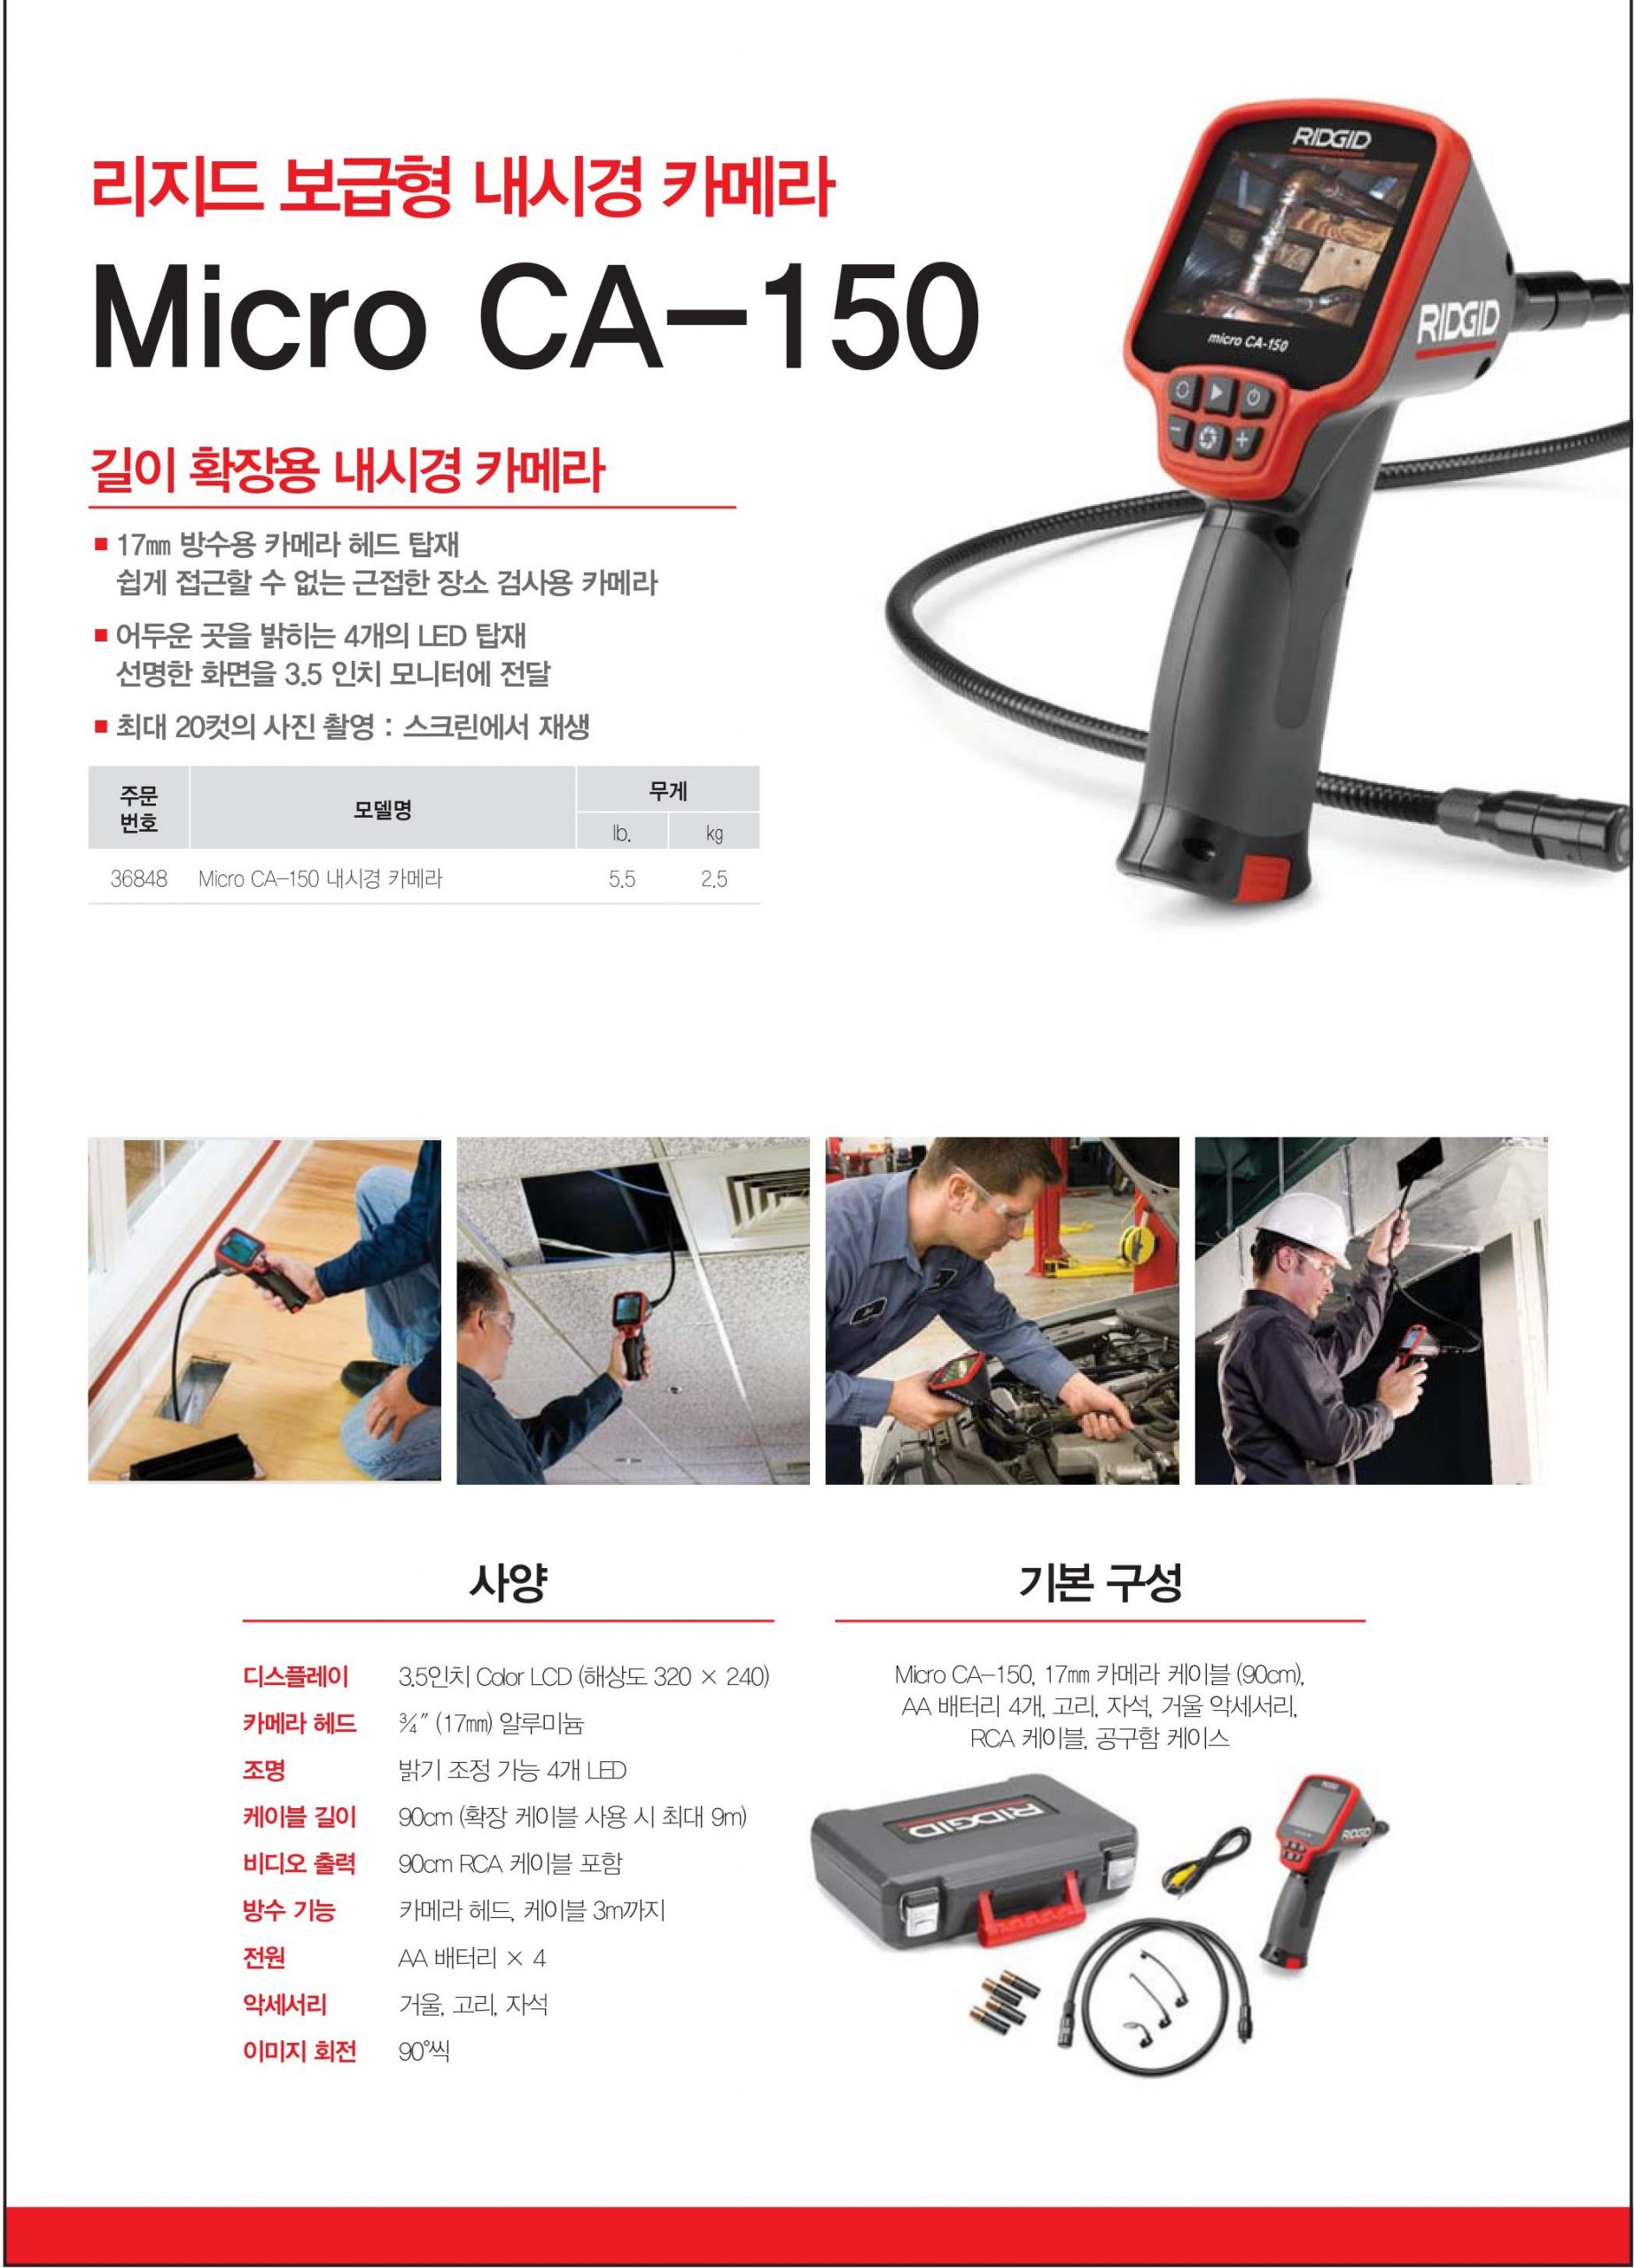 RIDGID
리지드 보급형 내시경 카메라
Micro CA-150
RIDGID
micro CA-150
길이 확장용 내시경 카메라
■ 17㎜ 방수용 카메라 헤드 탑재
쉽게 접근할 수 없는 근접한 장소 검사용 카메라
■ 어두운 곳을 밝히는 4개의 LED 탑재
선명한 화면을 3.5 인치 모니터에 전달
■ 최대 20컷의 사진 촬영 : 스크린에서 재생
주문 번호 모델명 무게
lb. kg
36848 Micro CA-150 내시경 카메라 5.5 2.5
사양
디스플레이 3.5인치 Color LCD (해상도 320 × 240)
카메라 헤드 ¾″ (17㎜) 알루미늄
조명 밝기 조정 가능 4개 LED
케이블 길이 90cm (확장 케이블 사용 시 최대 9m)
비디오 출력 90cm RCA 케이블 포함
방수 기능 카메라 헤드, 케이블 3m까지
전원 AA 배터리 × 4
악세서리 거울, 고리, 자석
이미지 회전 90°씩
기본 구성
Micro CA-150, 17㎜ 카메라 케이블 (90cm),
AA 배터리 4개, 고리, 자석, 거울 악세서리,
RCA 케이블, 공구함 케이스
RIDGID
RIDGID